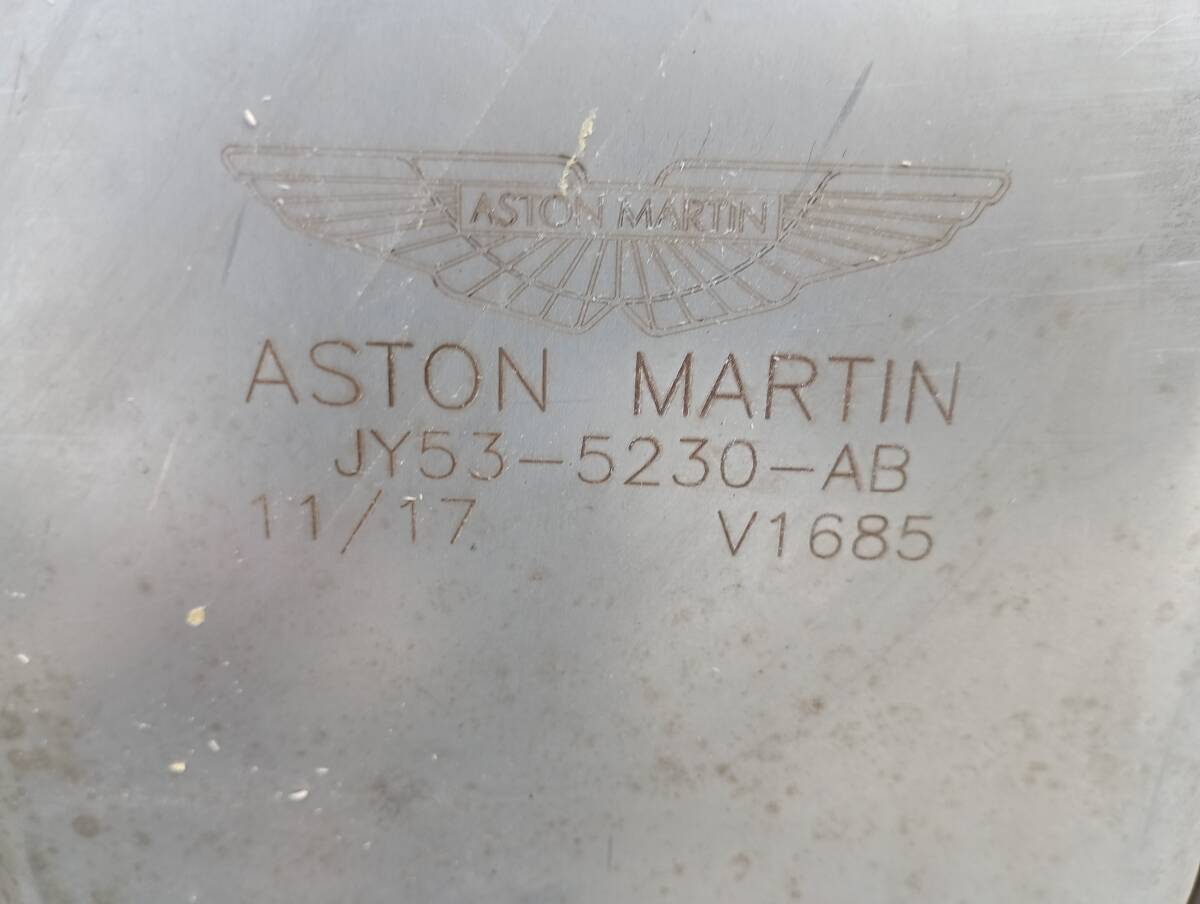 ASTON MARTIN
ASTON MARTIN
JY53-5230-AB
11/17 V1685